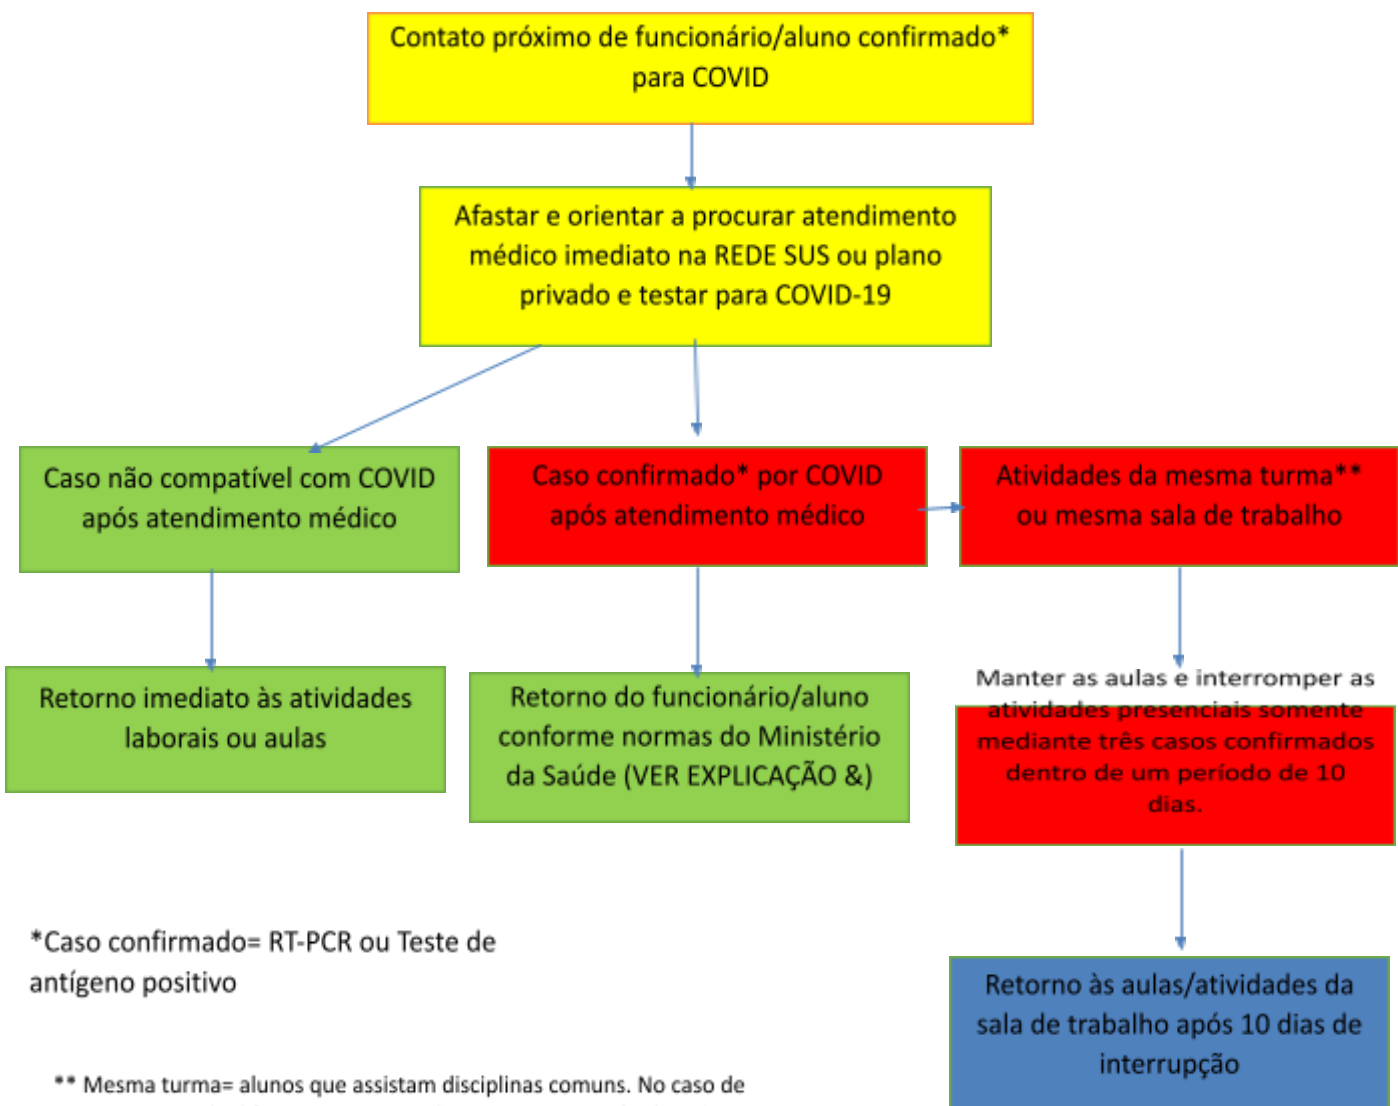 Contato próximo de funcionário/aluno confirmado*
para COVID
Afastar e orientar a procurar atendimento
médico imediato na REDE SUS ou plano
privado e testar para COVID-19
Caso não compatível com COVID
após atendimento médico
Caso confirmado* por COVID
após atendimento médico
Atividades da mesma turma**
ou mesma sala de trabalho
Retorno imediato às atividades
laborais ou aulas
Retorno do funcionário/aluno
conforme normas do Ministério
da Saúde (VER EXPLICAÇÃO &)
Manter as aulas e interromper as
atividades presenciais somente
mediante três casos confirmados
dentro de um período de 10
dias.
Retorno às aulas/atividades da
sala de trabalho após 10 dias de
interrupção
*Caso confirmado= RT-PCR ou Teste de
antígeno positivo
** Mesma turma= alunos que assistam disciplinas comuns. No caso de